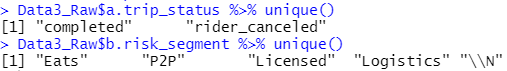 > Data3_Raw$a.trip_status %>% unique()
[1] "completed"      "rider_canceled"
> Data3_Raw$b.risk_segment %>% unique()
[1] "Eats"      "P2P"       "Licensed"  "Logistics" "\\N"